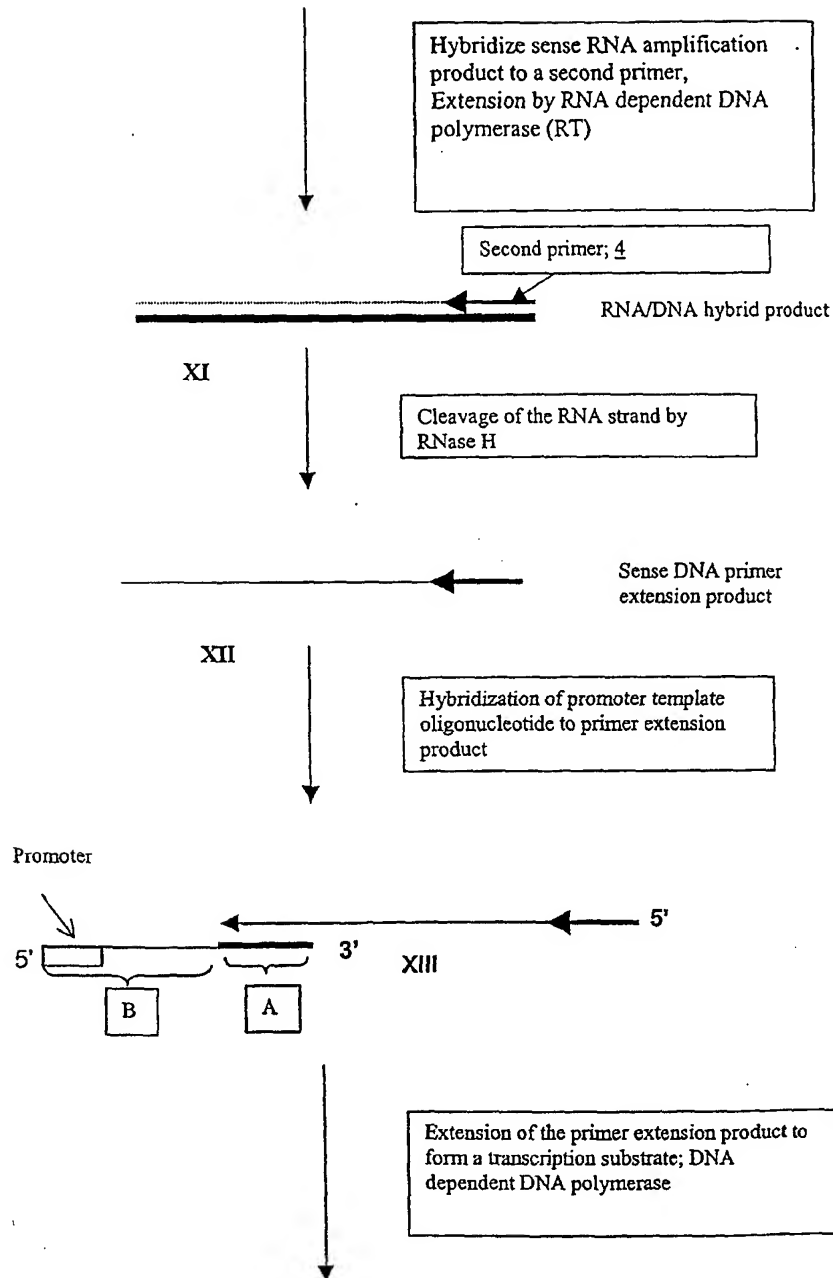 Hybridize sense RNA amplification
product to a second primer,
Extension by RNA dependent DNA
polymerase (RT)
Second primer; 4
RNA/DNA hybrid product
XI
Cleavage of the RNA strand by
RNase H
Sense DNA primer
extension product
XII
Hybridization of promoter template
oligonucleotide to primer extension
product
Promoter
5'
5'
3'
XIII
B
A
Extension of the primer extension product to
form a transcription substrate; DNA
dependent DNA polymerase